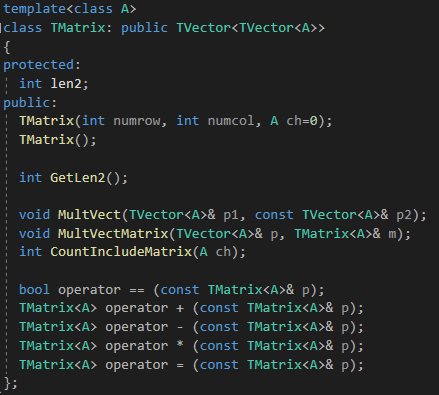 template<class A>
class TMatrix: public TVector<TVector<A>>
{
protected:
  int len2;
public:
  TMatrix(int numrow, int numcol, A ch=0);
  TMatrix();

  int GetLen2();

  void MultVect(TVector<A>& p1, const TVector<A>& p2);
  void MultVectMatrix(TVector<A>& p, TMatrix<A>& m);
  int CountIncludeMatrix(A ch);

  bool operator == (const TMatrix<A>& p);
  TMatrix<A> operator + (const TMatrix<A>& p);
  TMatrix<A> operator - (const TMatrix<A>& p);
  TMatrix<A> operator * (const TMatrix<A>& p);
  TMatrix<A> operator = (const TMatrix<A>& p);
};